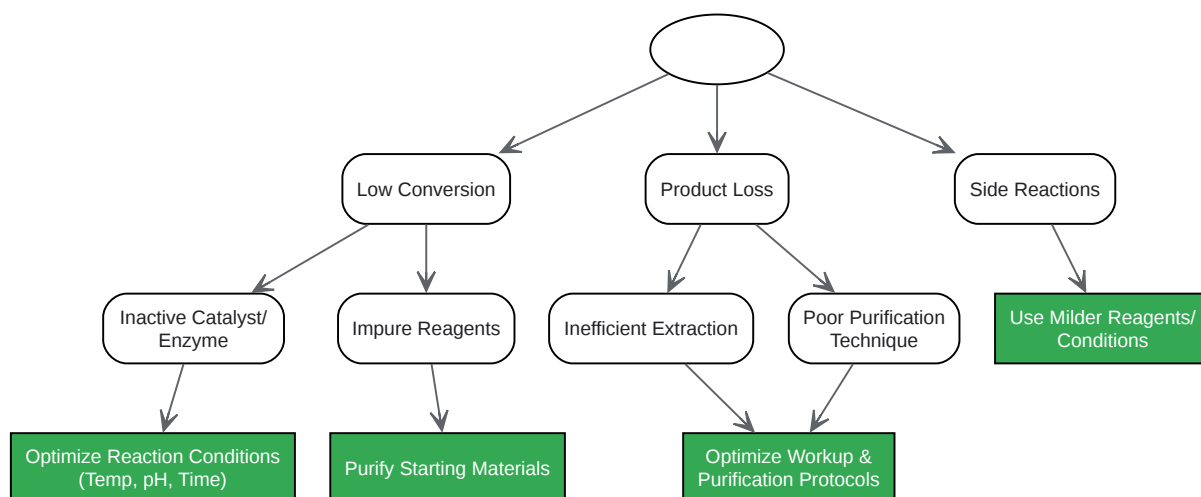 Low Conversion
Product Loss
Side Reactions
Inactive Catalyst/
Enzyme
Impure Reagents
Inefficient Extraction
Poor Purification
Technique
Use Milder Reagents/
Conditions
Optimize Reaction Conditions
(Temp, pH, Time)
Purify Starting Materials
Optimize Workup &
Purification Protocols